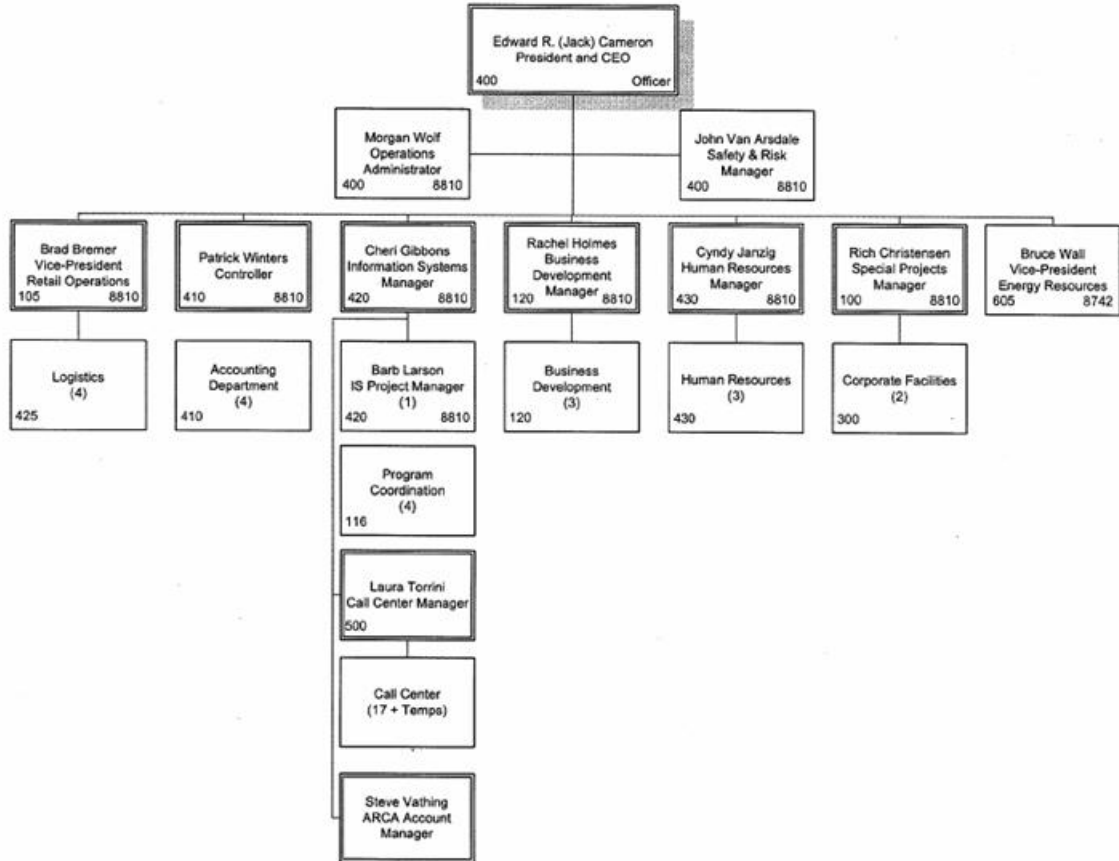 Edward R. (Jack) Cameron
President and CEO
400 Officer
Morgan Wolf
Operations
Administrator
400 8810
John Van Arsdale
Safety & Risk
Manager
400 8810
Brad Bremer
Vice-President
Retail Operations
105 8810
Patrick Winters
Controller
410 8810
Cheri Gibbons
Information Systems
Manager
420 8810
Rachel Holmes
Business
Development
Manager
120 8810
Cyndy Janzig
Human Resources
Manager
430 8810
Rich Christensen
Special Projects
Manager
100 8810
Bruce Wall
Vice-President
Energy Resources
605 8742
Logistics
(4)
425
Accounting
Department
(4)
410
Barb Larson
IS Project Manager
(1)
420 8810
Business
Development
(3)
120
Human Resources
(3)
430
Corporate Facilities
(2)
300
Program
Coordination
(4)
116
Laura Torrini
Call Center Manager
500
Call Center
(17 + Temps)
Steve Vathing
ARCA Account
Manager